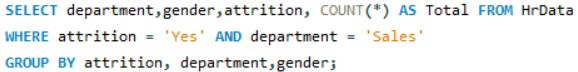 SELECT department,gender,attrition, COUNT(*) AS Total FROM HrData
WHERE attrition = 'Yes' AND department = 'Sales'
GROUP BY attrition, department,gender;